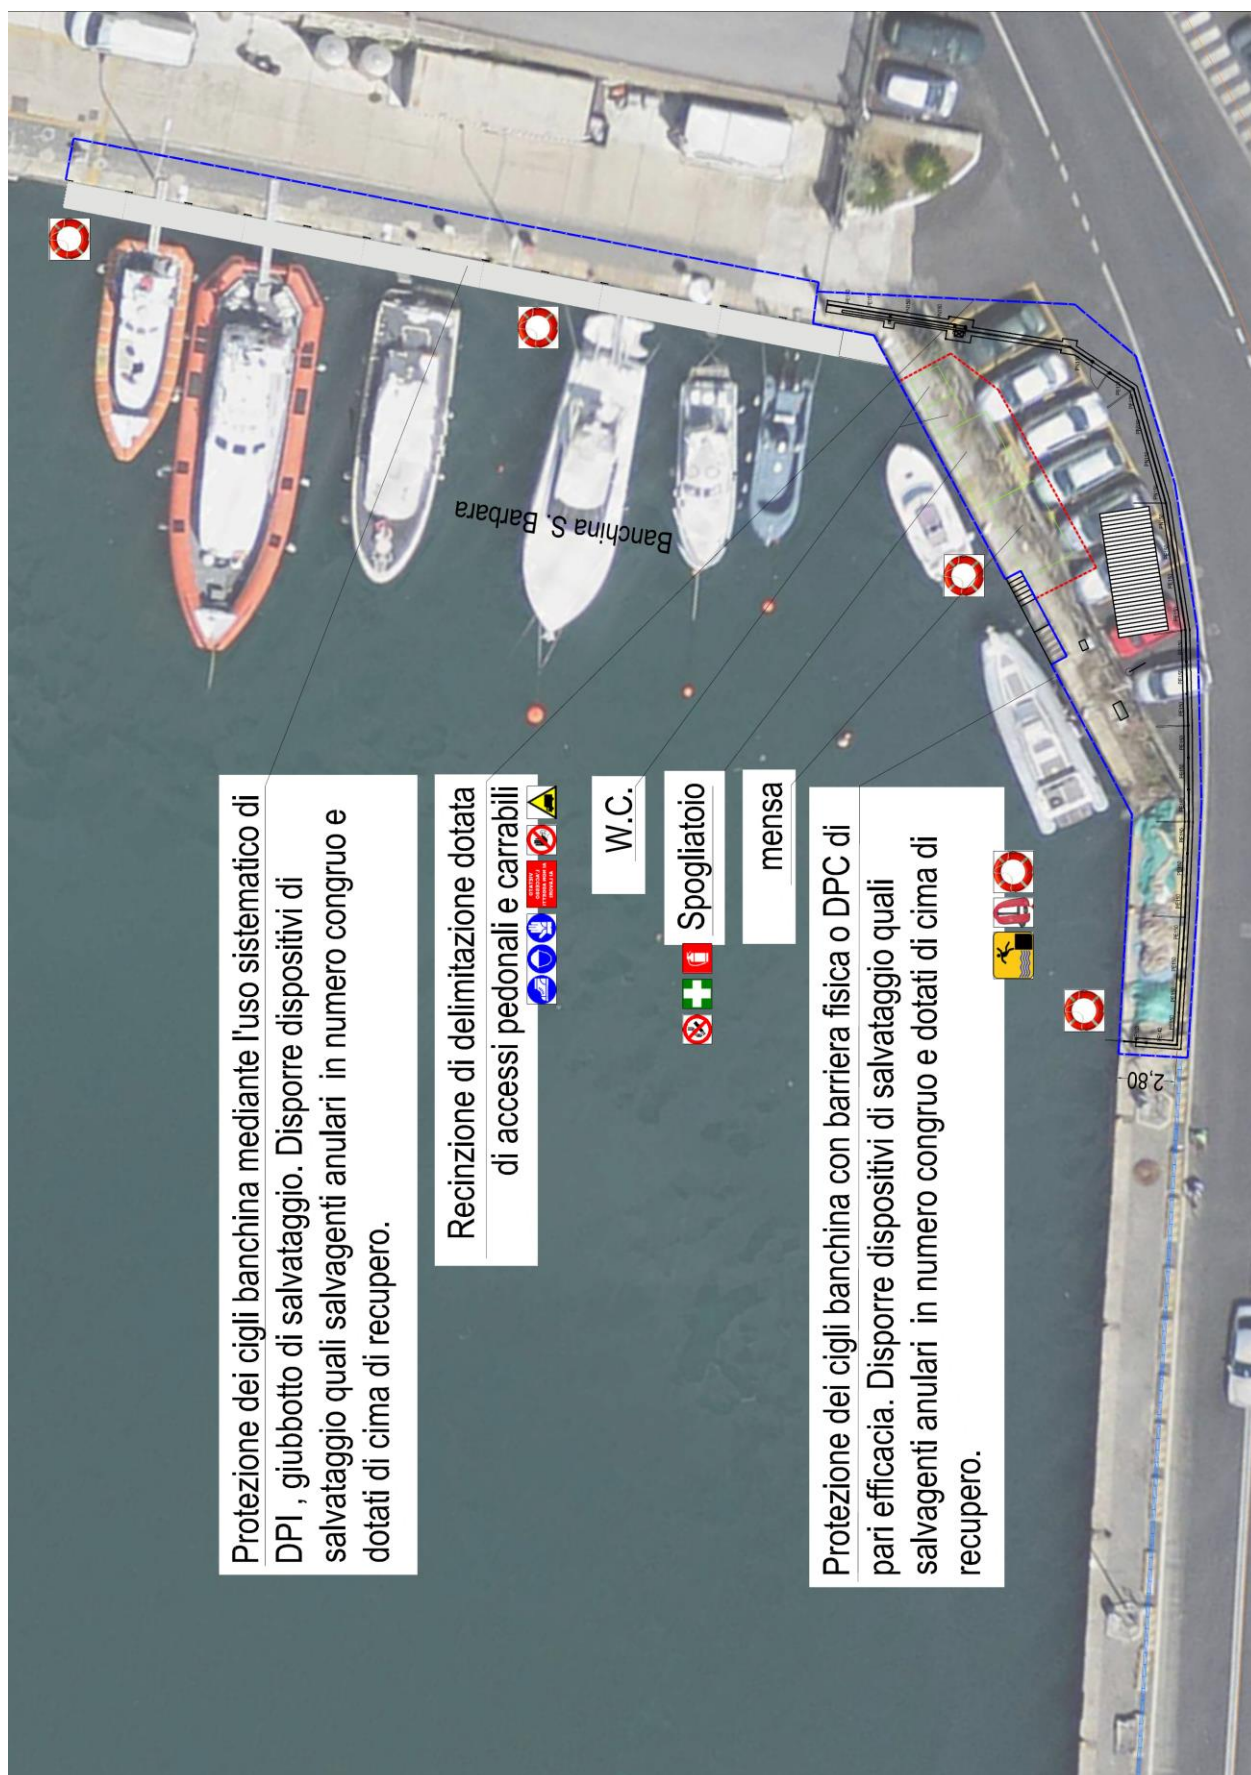 Protezione dei cigli banchina mediante l'uso sistematico di
DPI , giubbotto di salvataggio. Disporre dispositivi di
salvataggio quali salvagenti anulari in numero congruo e
dotati di cima di recupero.
Recinzione di delimitazione dotata
di accessi pedonali e carrabili
W.C.
Spogliatoio
mensa
Protezione dei cigli banchina con barriera fisica o DPC di
pari efficacia. Disporre dispositivi di salvataggio quali
salvagenti anulari in numero congruo e dotati di cima di
recupero.
Banchina S. Barbara
2,80